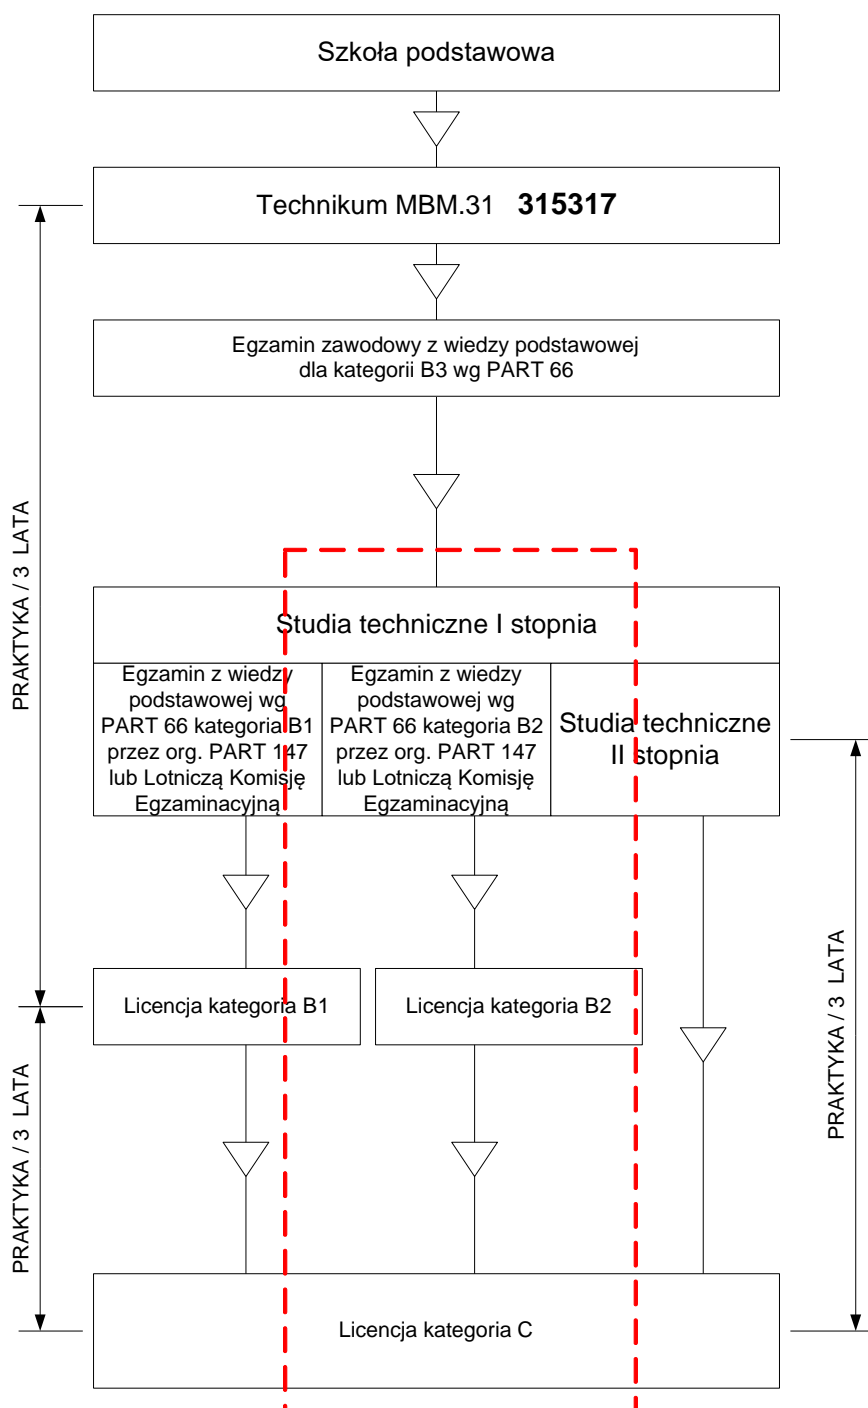 Szkoła podstawowa
Technikum MBM.31 315317
Egzamin zawodowy z wiedzy podstawowej
dla kategorii B3 wg PART 66
PRAKTYKA / 3 LATA
Studia techniczne I stopnia
Egzamin z wiedzy
podstawowej wg
PART 66 kategoria B1
przez org. PART 147
lub Lotniczą Komisję
Egzaminacyjną
Egzamin z wiedzy
podstawowej wg
PART 66 kategoria B2
przez org. PART 147
lub Lotniczą Komisję
Egzaminacyjną
Studia techniczne
II stopnia
Licencja kategoria B1
Licencja kategoria B2
PRAKTYKA / 3 LATA
PRAKTYKA / 3 LATA
Licencja kategoria C